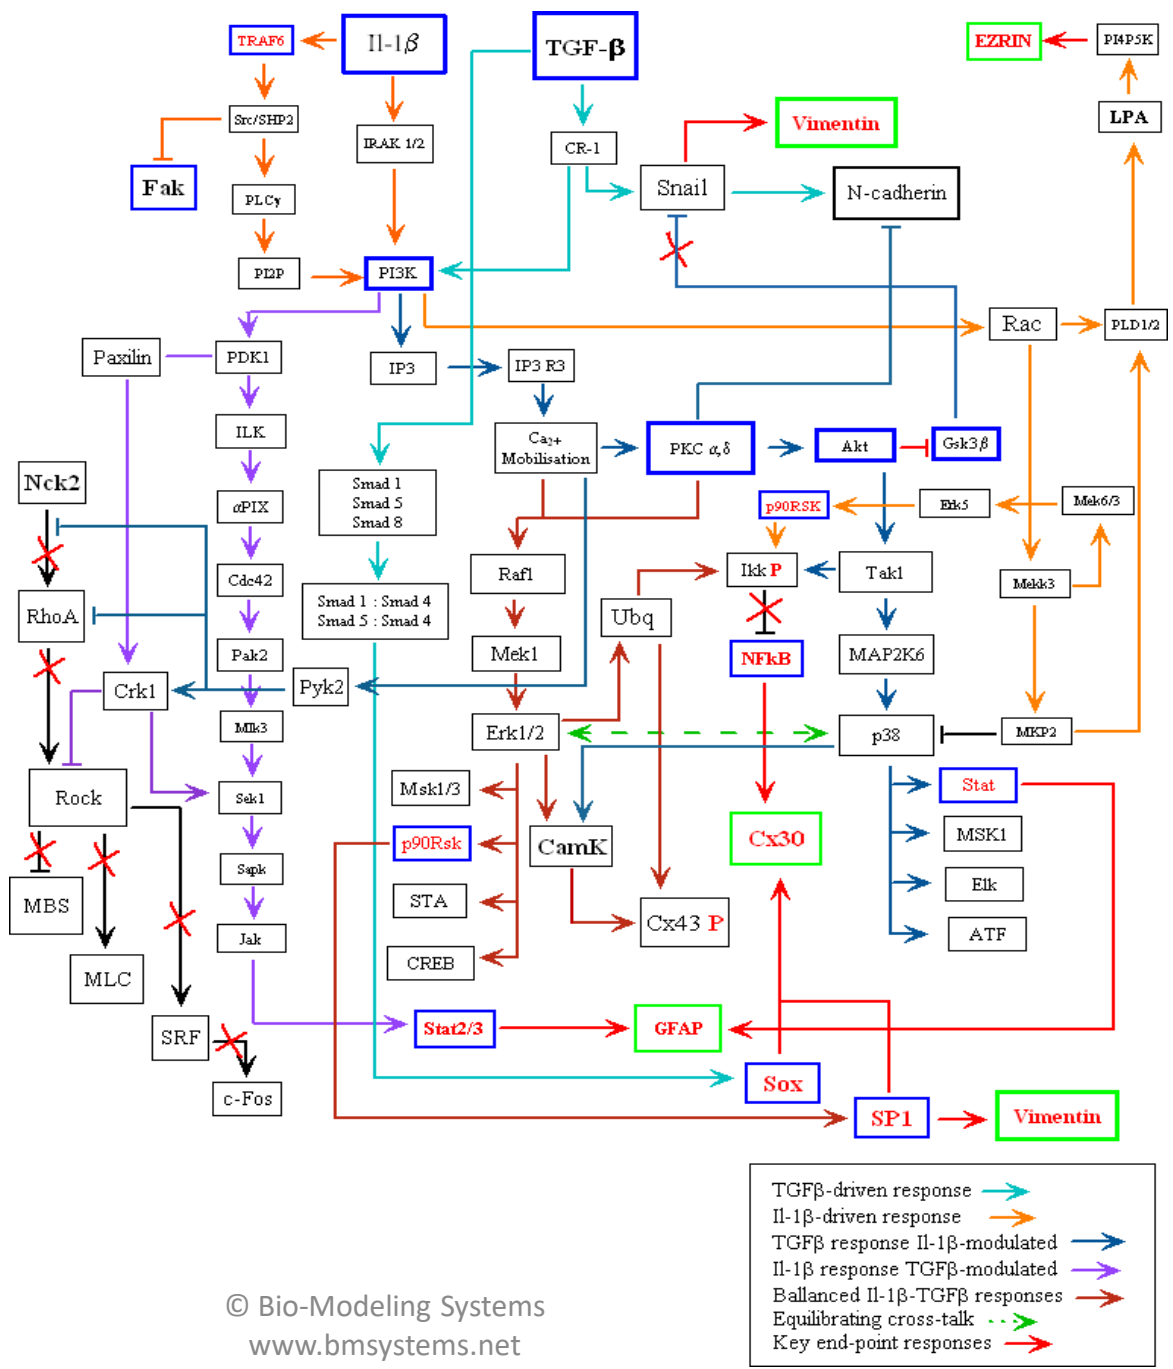 TRAF6
Il-1β
TGF-β
EZRIN
PI4P5K
Src/SHP2
IRAK 1/2
CR-1
Vimentin
LPA
Fak
PLCγ
Snail
N-cadherin
PI2P
PI3K
Rac
PLD1/2
Paxilin
PDK1
IP3
IP3 R3
ILK
Ca2+
Mobilisation
PKC α,δ
Akt
Gsk3β
Nck2
αPIX
Smad 1
Smad 5
Smad 8
p90RSK
Erk5
Mek6/3
Cdc42
Raf1
Ikk P
Tak1
Mekk3
RhoA
Smad 1 : Smad 4
Smad 5 : Smad 4
Ubq
Pak2
Mek1
NFkB
MAP2K6
Crk1
Pyk2
Mlk3
Erk1/2
p38
MKP2
Rock
Sek1
Msk1/3
Stat
p90Rsk
CamK
Cx30
MSK1
Sapk
MBS
STA
Cx43 P
Elk
Jak
CREB
ATF
MLC
SRF
Stat2/3
GFAP
c-Fos
Sox
SP1
Vimentin
TGFβ-driven response
Il-1β-driven response
TGFβ response Il-1β-modulated
Il-1β response TGFβ-modulated
Ballanced Il-1β-TGFβ responses
Equilibrating cross-talk
Key end-point responses
© Bio-Modeling Systems
www.bmsystems.net